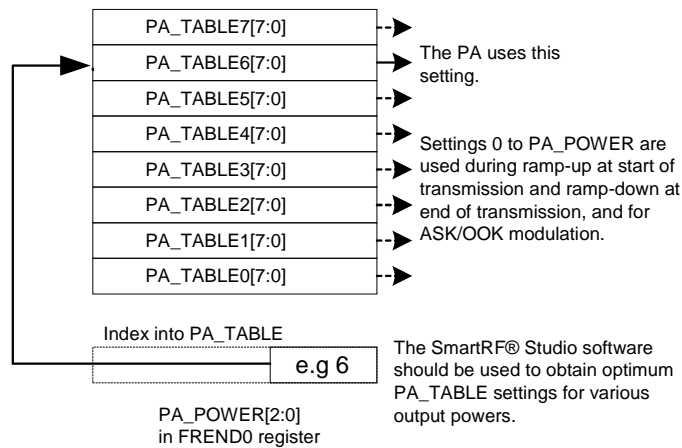 PA_TABLE7[7:0]
PA_TABLE6[7:0]
PA_TABLE5[7:0]
PA_TABLE4[7:0]
PA_TABLE3[7:0]
PA_TABLE2[7:0]
PA_TABLE1[7:0]
PA_TABLE0[7:0]
The PA uses this
setting.
Settings 0 to PA_POWER are
used during ramp-up at start of
transmission and ramp-down at
end of transmission, and for
ASK/OOK modulation.
Index into PA_TABLE
e.g 6
PA_POWER[2:0]
in FREND0 register
The SmartRF® Studio software
should be used to obtain optimum
PA_TABLE settings for various
output powers.